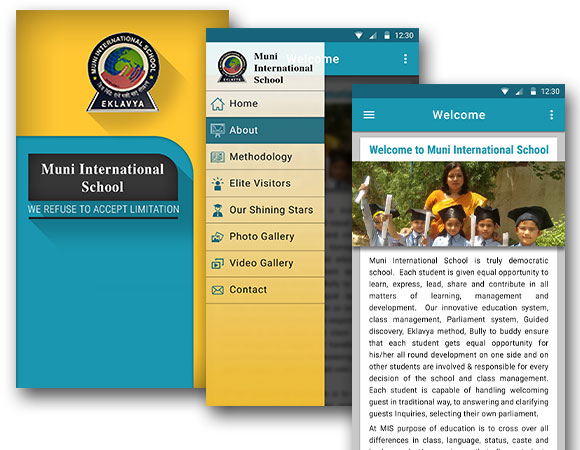 MUNI INTERNATIONAL SCHOOL
EKLAVYA
Muni International
School
WE REFUSE TO ACCEPT LIMITATION
12:30
Muni
International
School
Welcome
Home
About
Methodology
Elite Visitors
Our Shining Stars
Photo Gallery
Video Gallery
Contact
12:30
Welcome
Welcome to Muni International School
Muni International School is truly democratic
school. Each student is given equal opportunity to
learn, express, lead, share and contribute in all
matters of learning, management and
development. Our innovative education system,
class management, Parliament system, Guided
discovery, Eklavya method, Bully to buddy ensure
that each student gets equal opportunity for
his/her all round development on one side and on
other students are involved & responsible for every
decision of the school and class management.
Each student is capable of handling welcoming
guest in traditional way, to answering and clarifying
guests Inquiries, selecting their own parliament.
At MIS purpose of education is to cross over all
differences in class, language, status, caste and